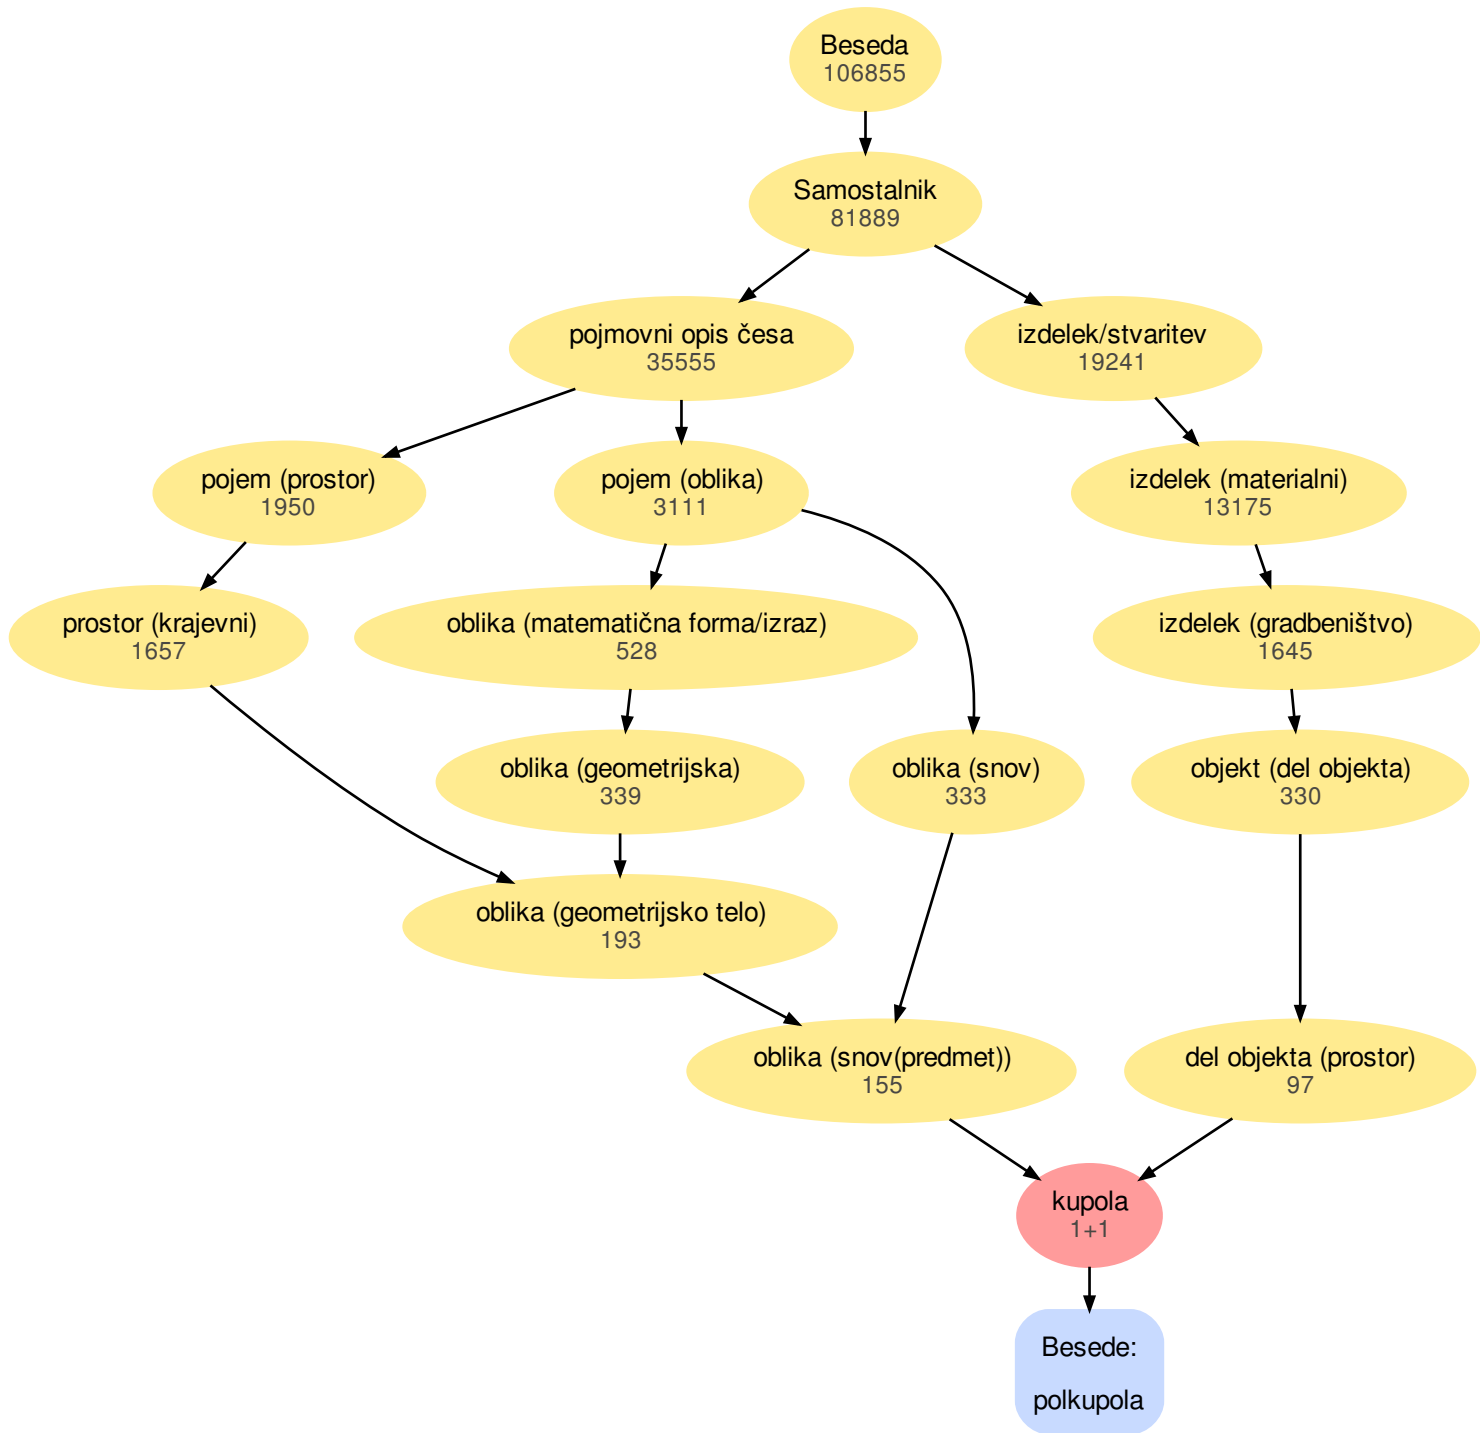 Beseda
106855
Samostalnik
81889
pojmovni opis česa
35555
izdelek/stvaritev
19241
pojem (prostor)
1950
pojem (oblika)
3111
izdelek (materialni)
13175
prostor (krajevni)
1657
oblika (matematična forma/izraz)
528
izdelek (gradbeništvo)
1645
oblika (geometrijska)
339
oblika (snov)
333
objekt (del objekta)
330
oblika (geometrijsko telo)
193
oblika (snov(predmet))
155
del objekta (prostor)
97
kupola
1+1
Besede:
polkupola